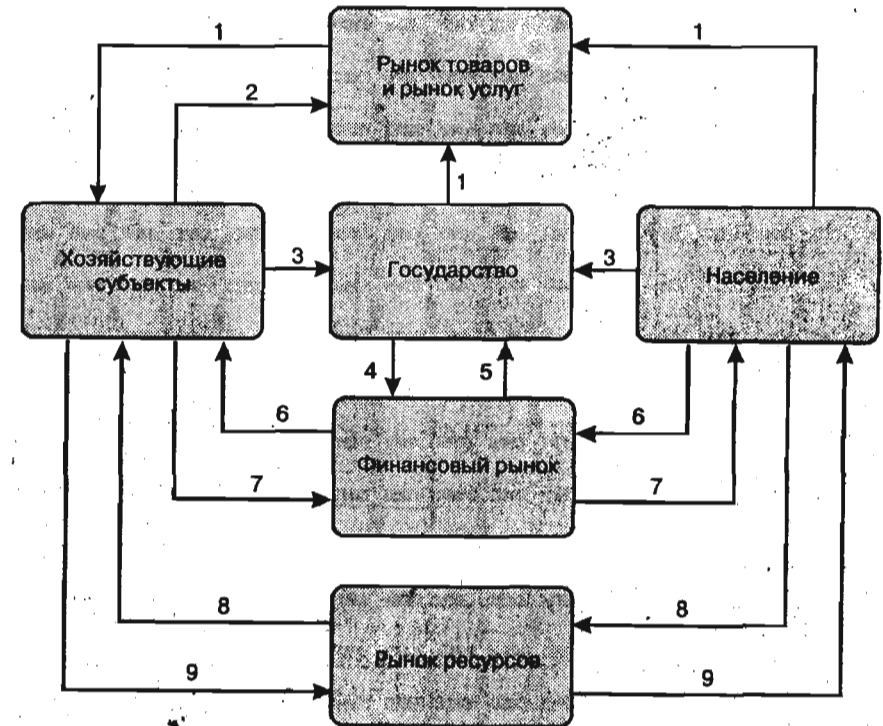 1
1
Рынок товаров
и рынок услуг
2
1
Хозяйствующие
субъекты
3
Государство
3
Население
4
5
6
6
Финансовый рынок
7
7
8
8
Рынок ресурсов
9
9